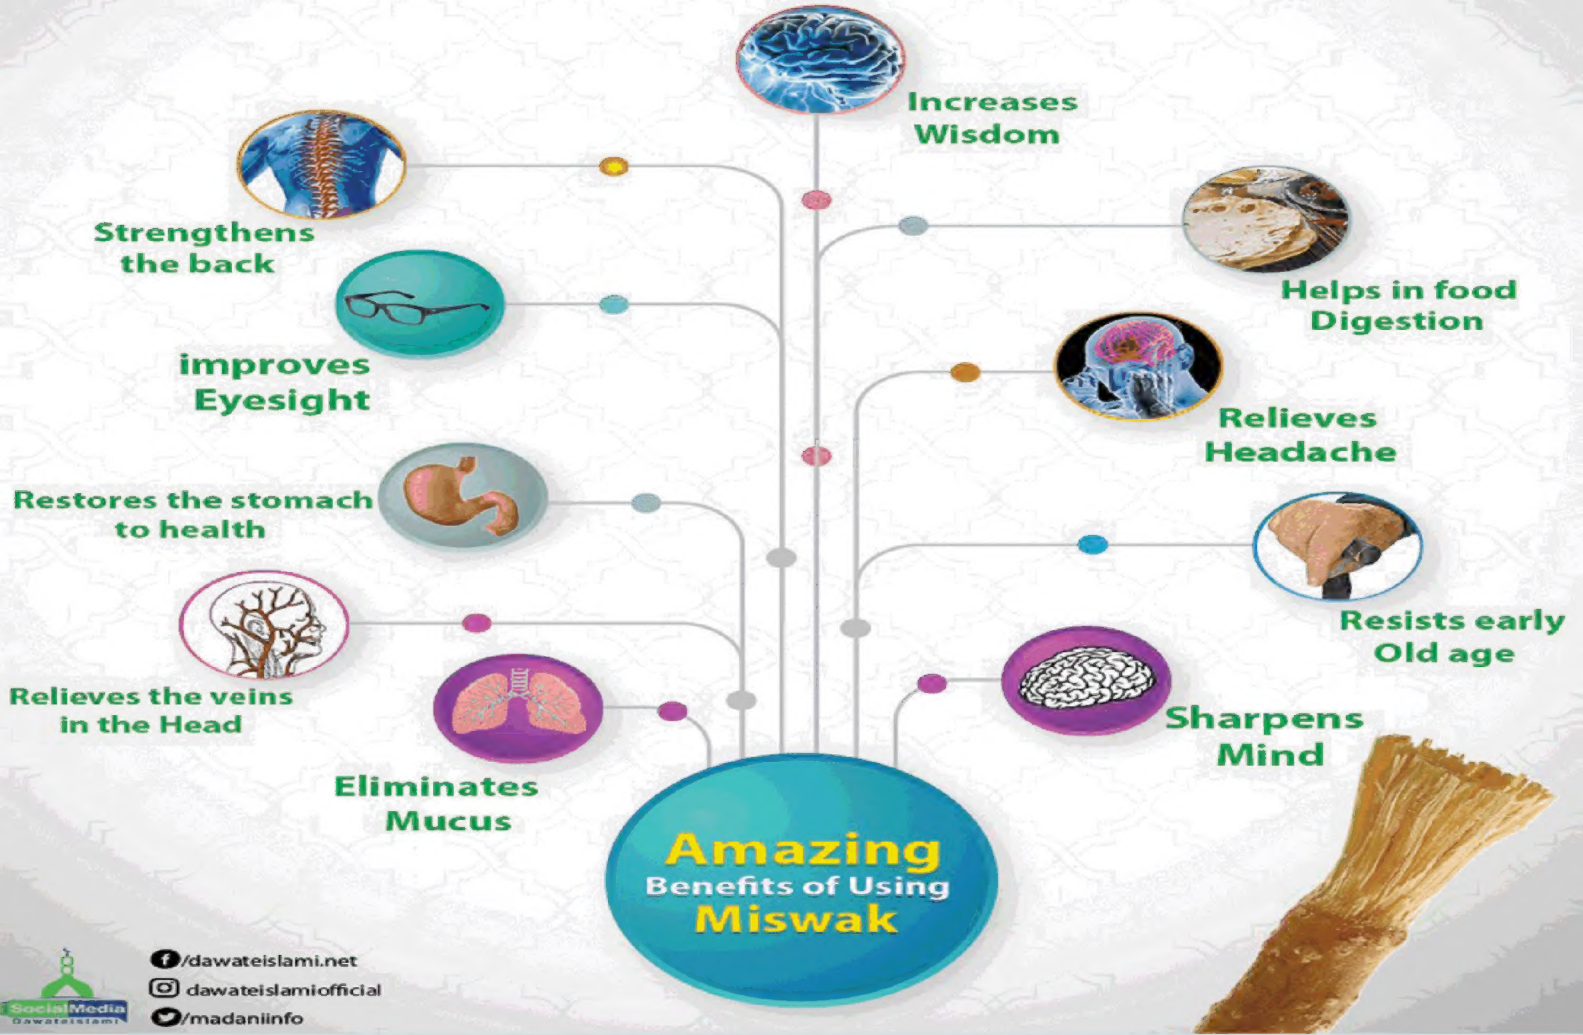 Increases
Wisdom
Strengthens
the back
Helps in food
Digestion
improves
Eyesight
Relieves
Headache
Restores the stomach
to health
Resists early
Old age
Relieves the veins
in the Head
Sharpens
Mind
Eliminates
Mucus
Amazing
Benefits of Using
Miswak
/dawateislami.net
dawateislamiofficial
/madaniinfo
SocialMedia
Dawateislami